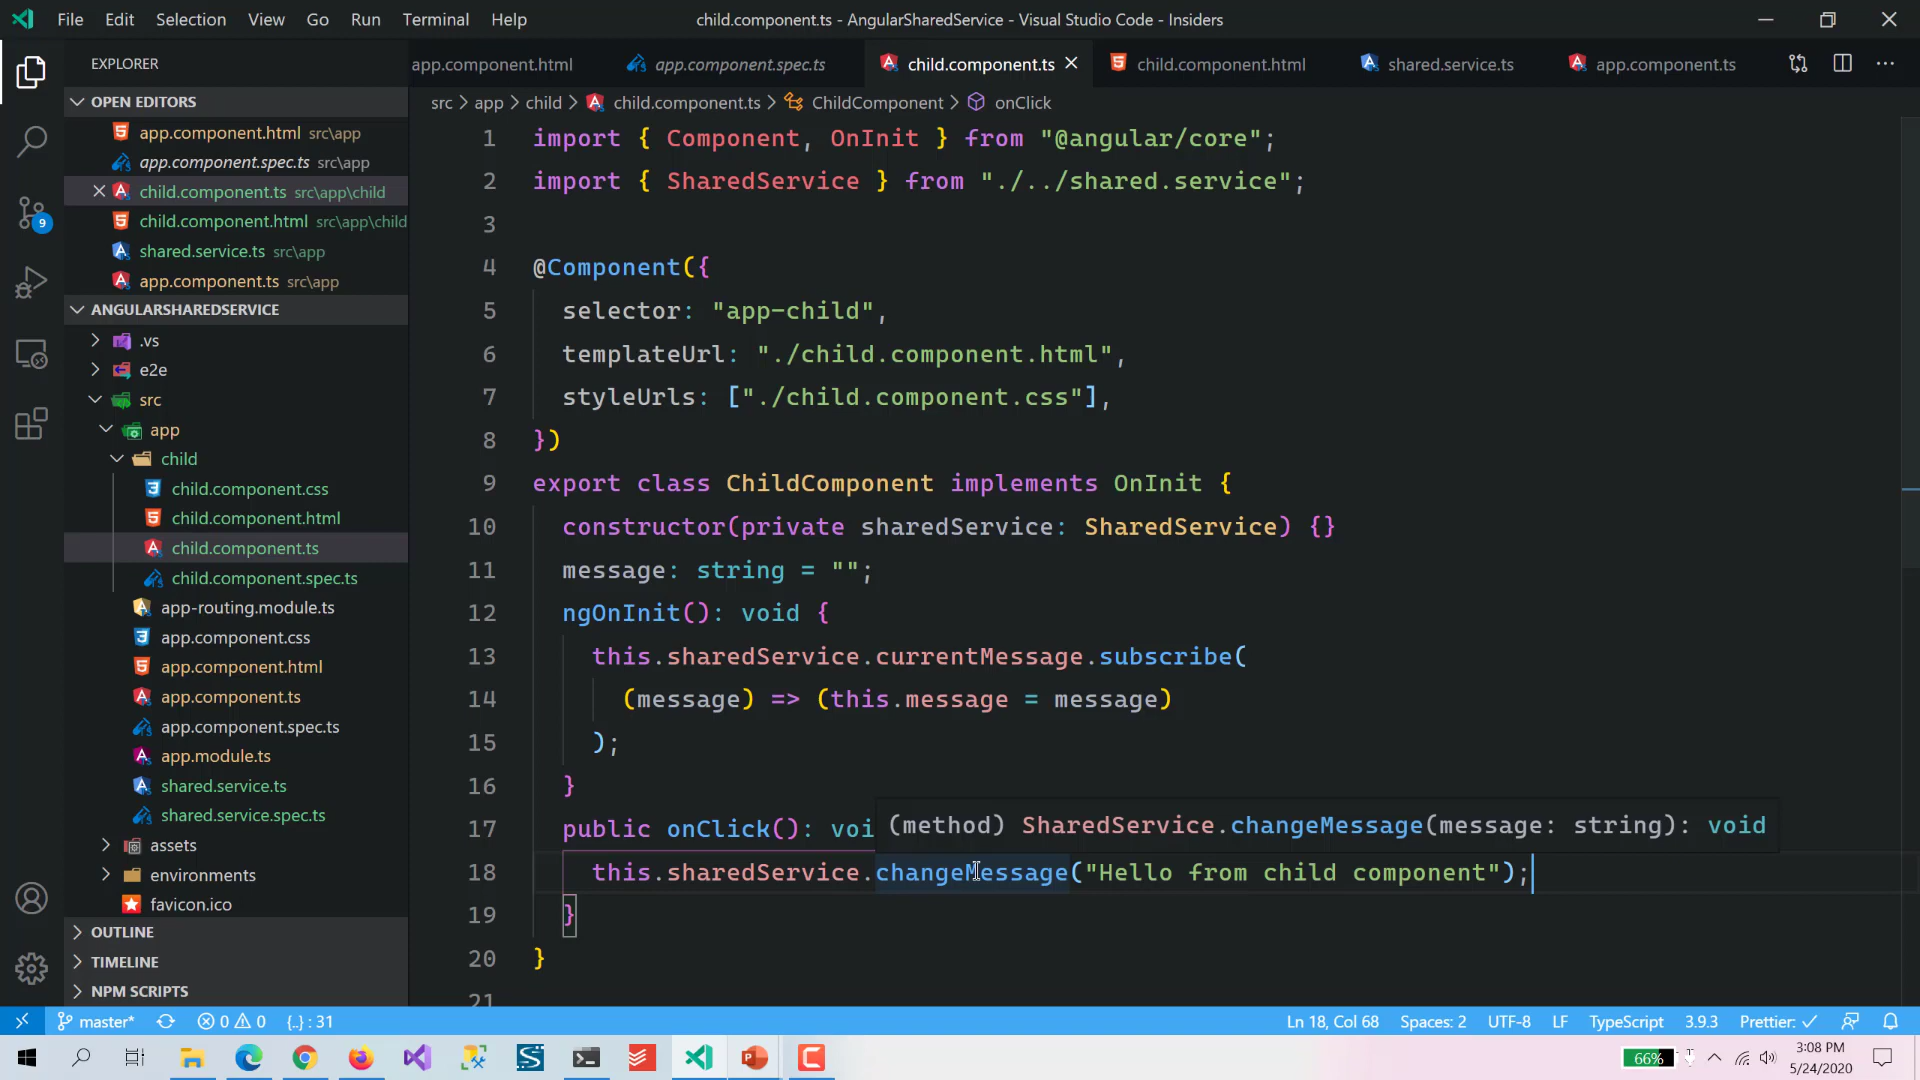 File Edit Selection View Go Run Terminal Help child.component.ts - AngularSharedService - Visual Studio Code - Insiders
EXPLORER
app.component.html app.component.spec.ts child.component.ts child.component.html shared.service.ts app.component.ts
src app child child.component.ts ChildComponent onClick
OPEN EDITORS
app.component.html src\app
app.component.spec.ts src\app
child.component.ts src\app\child
child.component.html src\app\child
shared.service.ts src\app
app.component.ts src\app
9
ANGULARSHAREDSERVICE
.vs
e2e
src
app
child
child.component.css
child.component.html
child.component.ts
child.component.spec.ts
app-routing.module.ts
app.component.css
app.component.html
app.component.ts
app.component.spec.ts
app.module.ts
shared.service.ts
shared.service.spec.ts
assets
environments
favicon.ico
OUTLINE
TIMELINE
NPM SCRIPTS
1 import { Component, OnInit } from "@angular/core";
2 import { SharedService } from "./../shared.service";
3
4 @Component({
5 selector: "app-child",
6 templateUrl: "./child.component.html",
7 styleUrls: ["./child.component.css"],
8 })
9 export class ChildComponent implements OnInit {
10 constructor(private sharedService: SharedService) {}
11 message: string = "";
12 ngOnInit(): void {
13 this.sharedService.currentMessage.subscribe(
14 (message) => (this.message = message)
15 );
16 }
17 public onClick(): voi
(method) SharedService.changeMessage(message: string): void
18 this.sharedService.changeMessage("Hello from child component");
19 }
20 }
21
master* 0 0 {..} : 31 Ln 18, Col 68 Spaces: 2 UTF-8 LF TypeScript 3.9.3 Prettier: ✓
66% 3:08 PM
5/24/2020